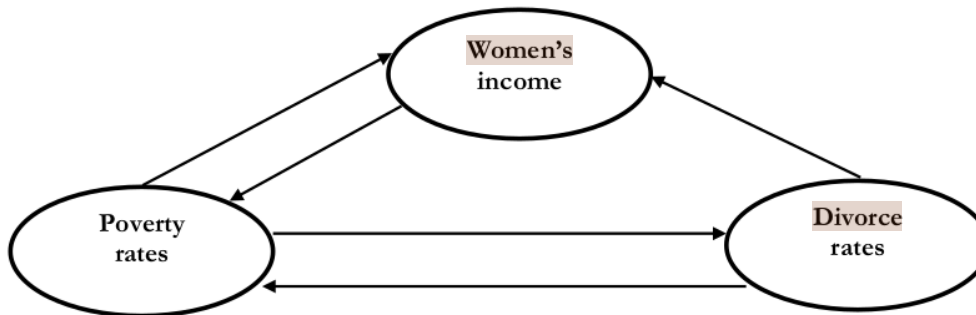 Women’s
income
Poverty
rates
Divorce
rates